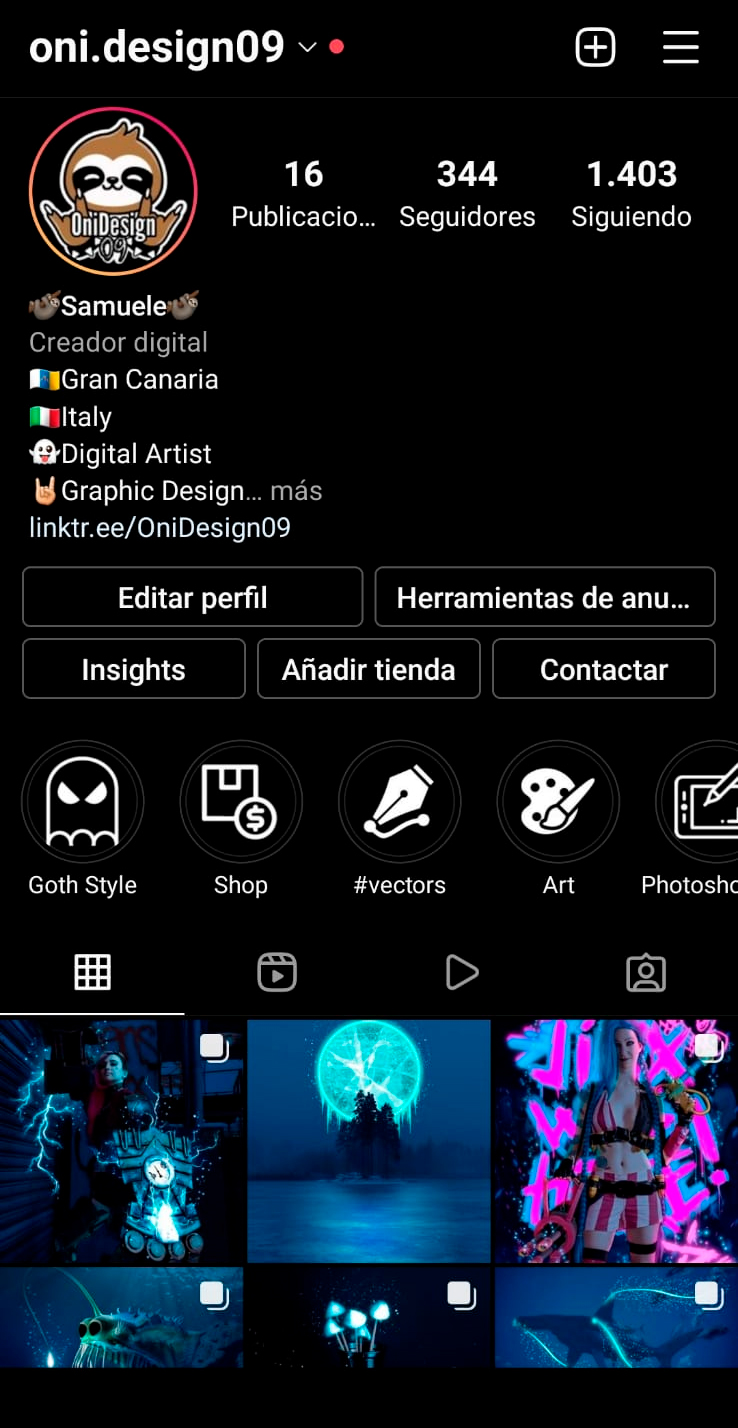 oni.design09
16 344 1.403
Publicacio... Seguidores Siguiendo
OniDesign
09
🦥Samuele🦥
Creador digital
🇮🇨Gran Canaria
🇮🇹Italy
👻Digital Artist
🤘🏼Graphic Design... más
linktr.ee/OniDesign09
Editar perfil Herramientas de anu...
Insights Añadir tienda Contactar
Goth Style Shop #vectors Art Photosho